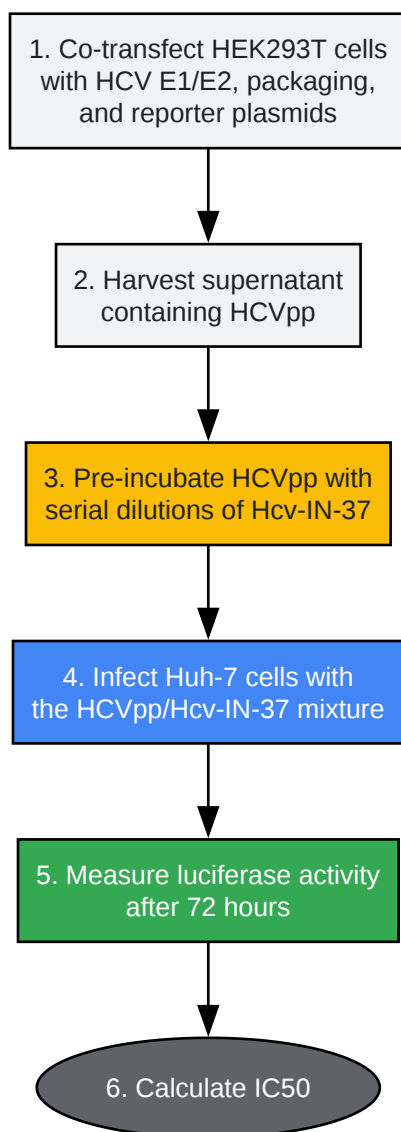 1. Co-transfect HEK293T cells
with HCV E1/E2, packaging,
and reporter plasmids
2. Harvest supernatant
containing HCVpp
3. Pre-incubate HCVpp with
serial dilutions of Hcv-IN-37
4. Infect Huh-7 cells with
the HCVpp/Hcv-IN-37 mixture
5. Measure luciferase activity
after 72 hours
6. Calculate IC50